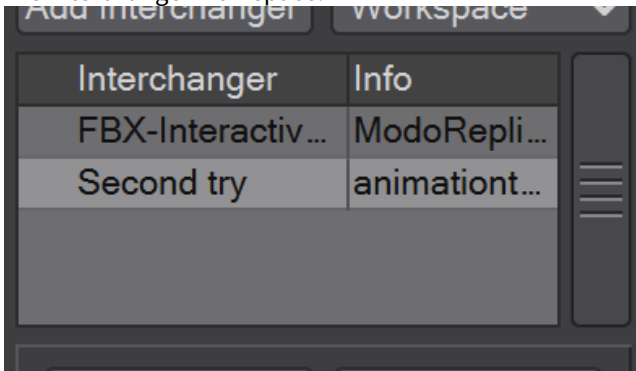 Add Interchanger Workspace
Interchanger Info
FBX-Interactiv... ModoRepli...
Second try animationt...